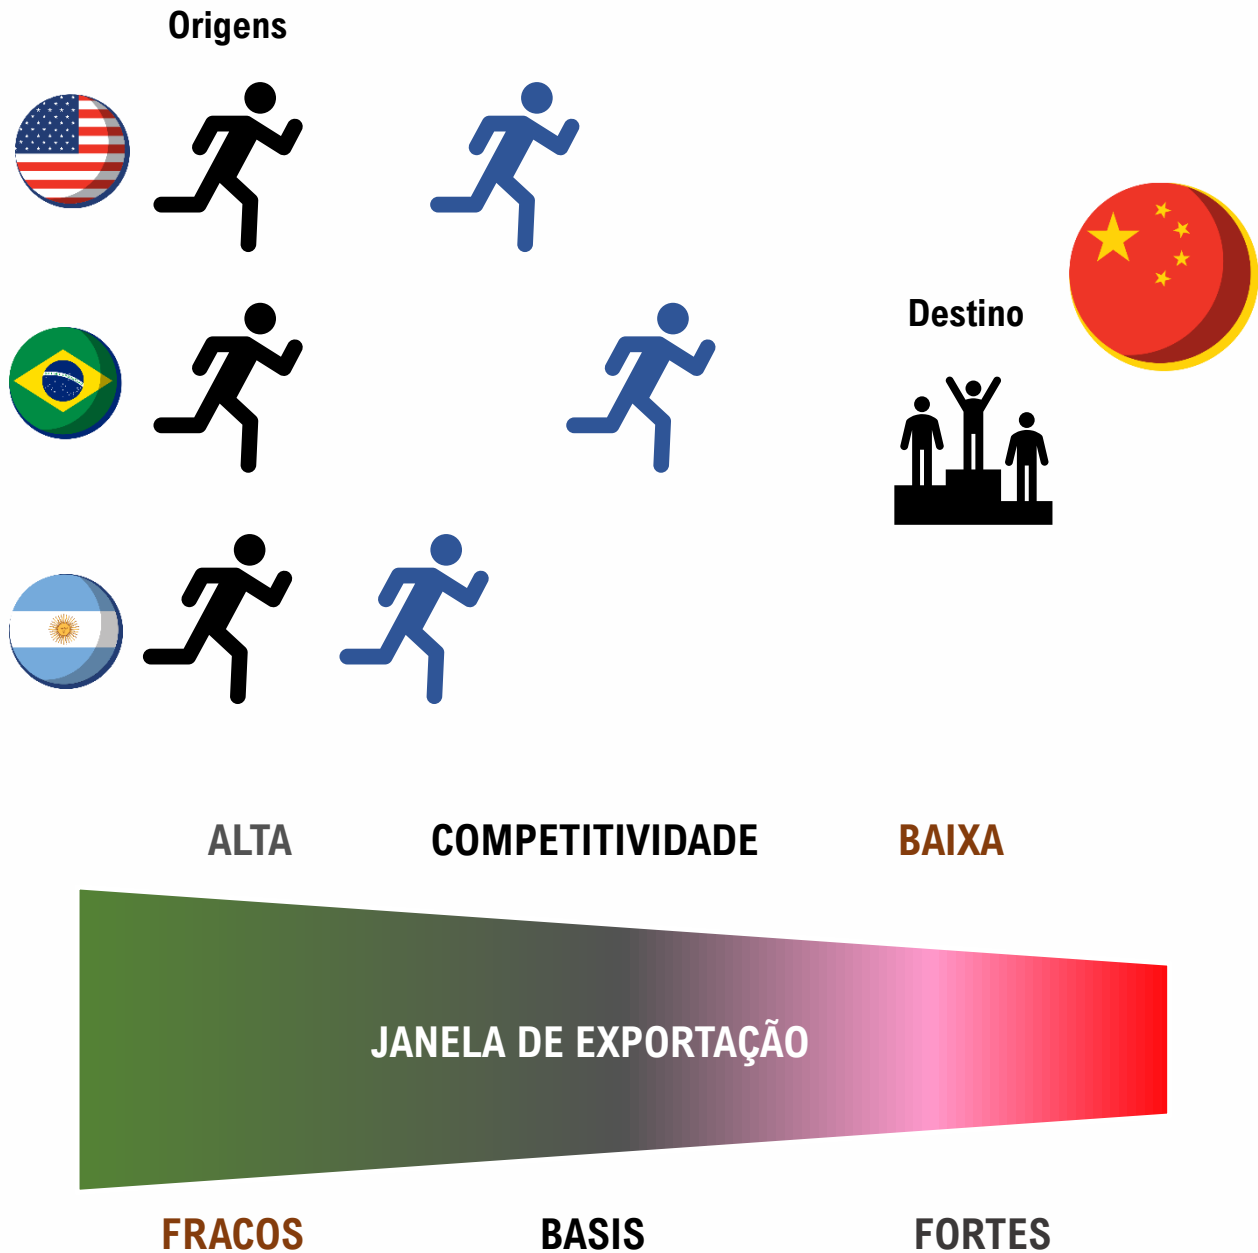 Origens
Destino
ALTA COMPETITIVIDADE BAIXA
JANELA DE EXPORTAÇÃO
FRACOS BASIS FORTES